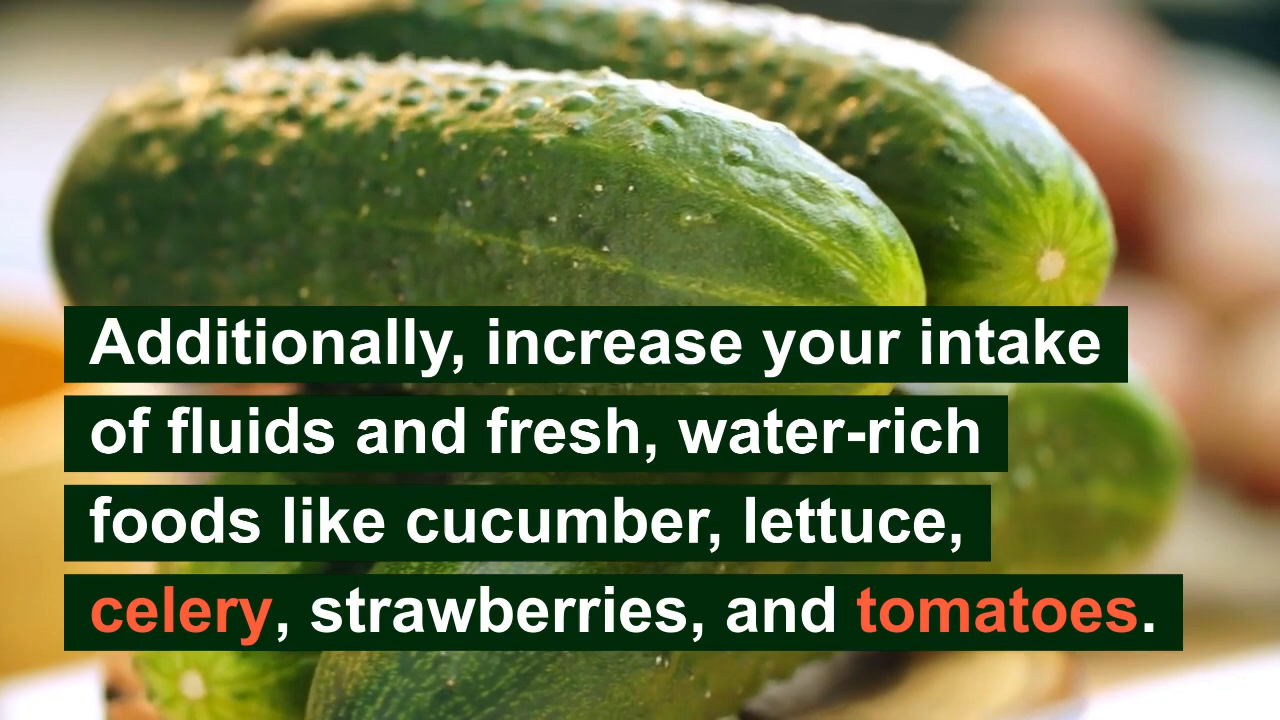 Additionally, increase your intake
of fluids and fresh, water-rich
foods like cucumber, lettuce,
celery, strawberries, and tomatoes.